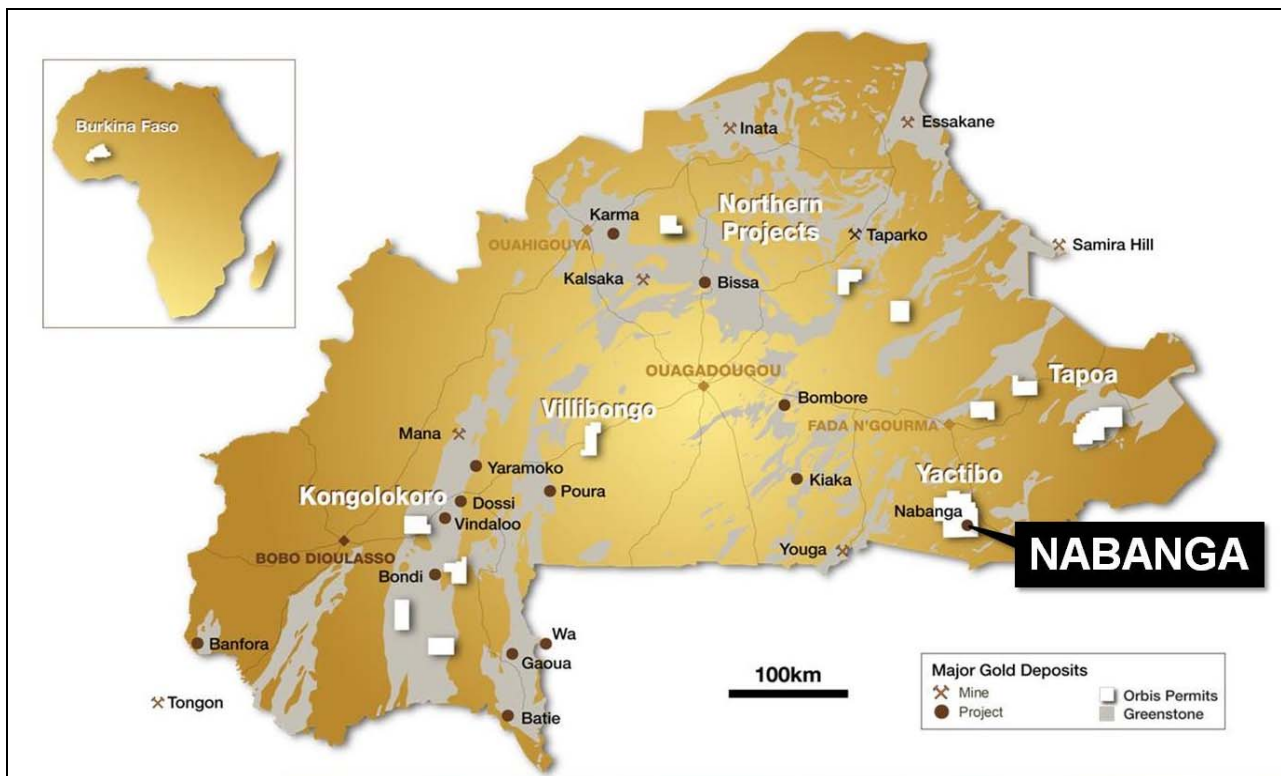 Burkina Faso
Inata
Essakane
Northern
Projects
Karma
OUAHIGOUYA
Taparko
Samira Hill
Kalsaka
Bissa
OUAGADOUGOU
Tapoa
Villibongo
Bombore
FADA N'GOURMA
Mana
Yaramoko
Kiaka
Yactibo
Kongolokoro
Poura
Dossi
Vindaloo
Nabanga
BOBO DIOULASSO
Youga
NABANGA
Bondi
Banfora
Wa
Gaoua
Tongon
Batie
100km
Major Gold Deposits
Mine
Project
Orbis Permits
Greenstone